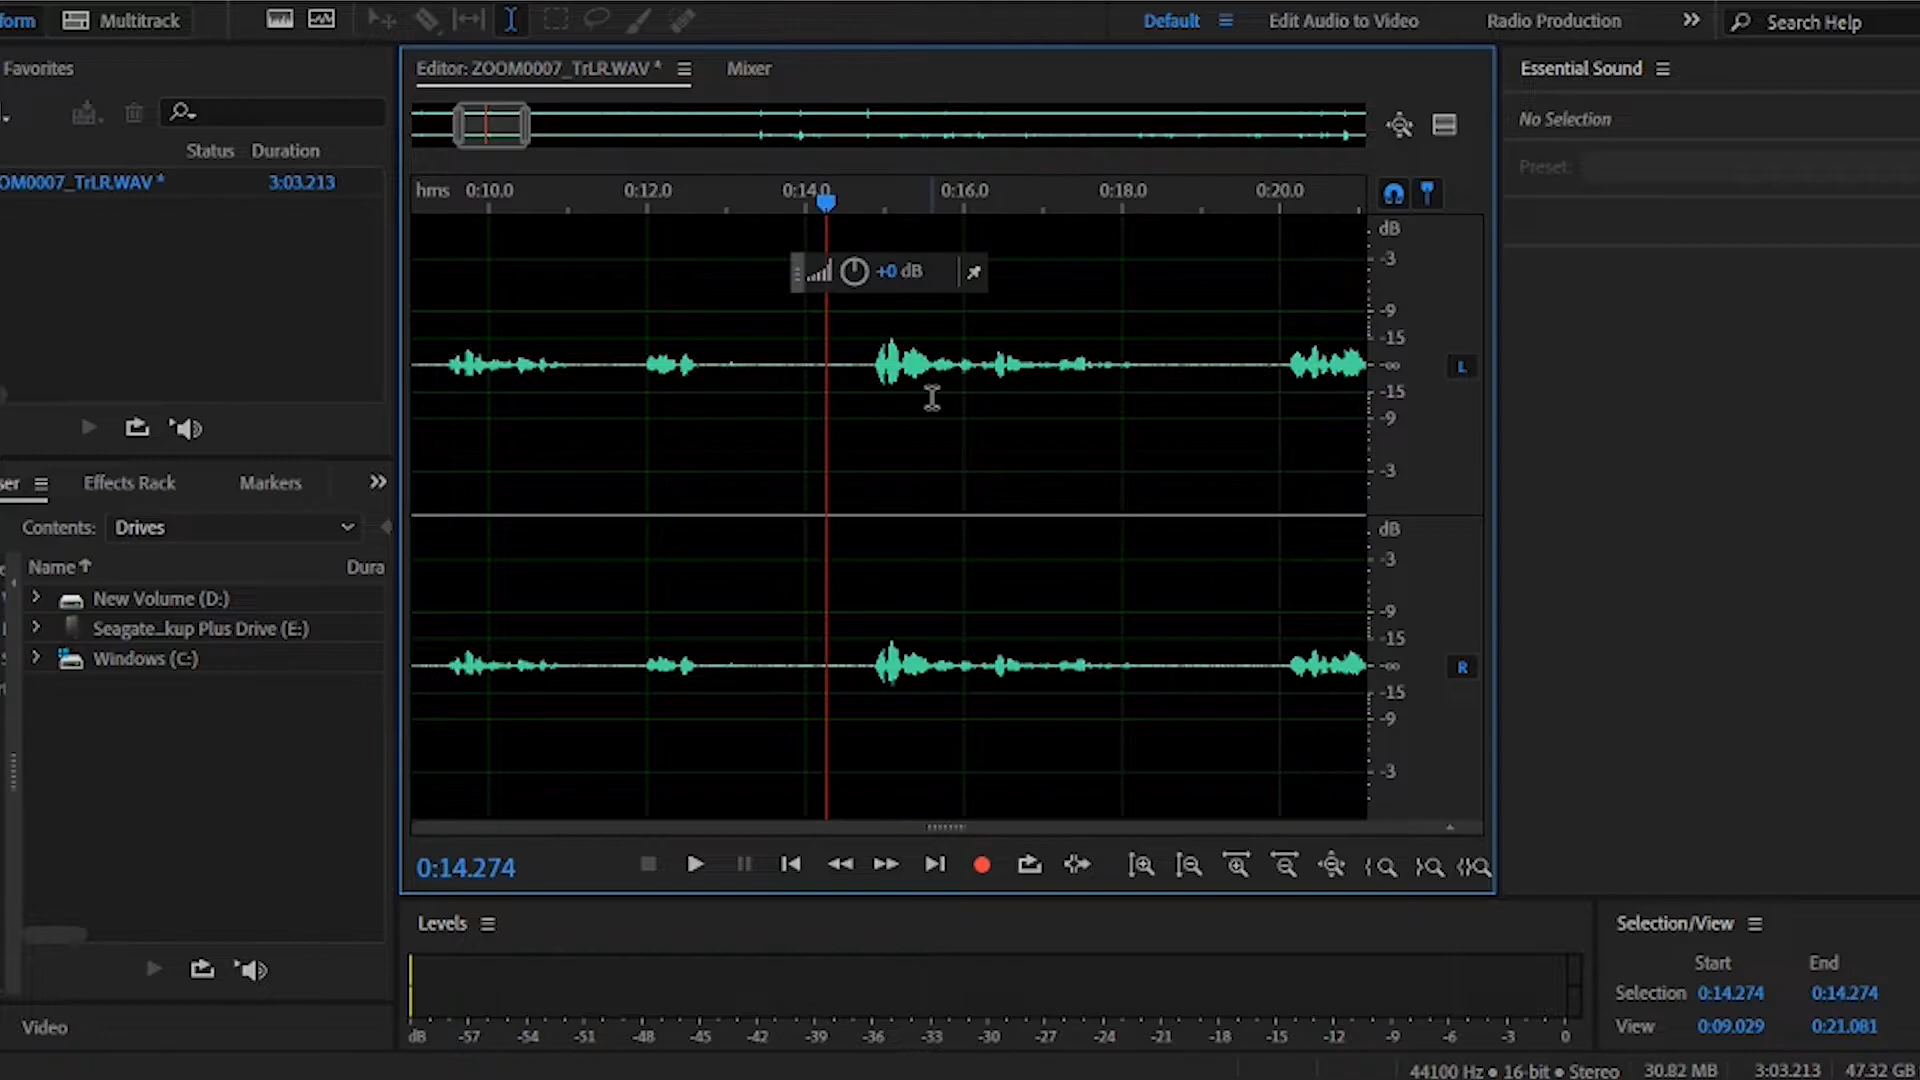 form Multitrack Default Edit Audio to Video Radio Production Search Help
Favorites
Editor: ZOOM0007_TrLR.WAV * Mixer
Essential Sound
No Selection
Status Duration
OM0007_TrLR.WAV * 3:03.213
Preset:
hms 0:10.0 0:12.0 0:14.0 0:16.0 0:18.0 0:20.0
dB
-3
-9
-15
-∞
-15
-9
-3
L
+0 dB
dB
-3
-9
-15
-∞
-15
-9
-3
R
ser Effects Rack Markers
Contents: Drives
Name Dura
New Volume (D:)
Seagate...kup Plus Drive (E:)
Windows (C:)
Video
0:14.274
Levels
dB -57 -54 -51 -48 -45 -42 -39 -36 -33 -30 -27 -24 -21 -18 -15 -12 -9 -6 -3 0
Selection/View
Start End
Selection 0:14.274 0:14.274
View 0:09.029 0:21.081
44100 Hz • 16-bit • Stereo 30.82 MB 3:03.213 47.32 GB